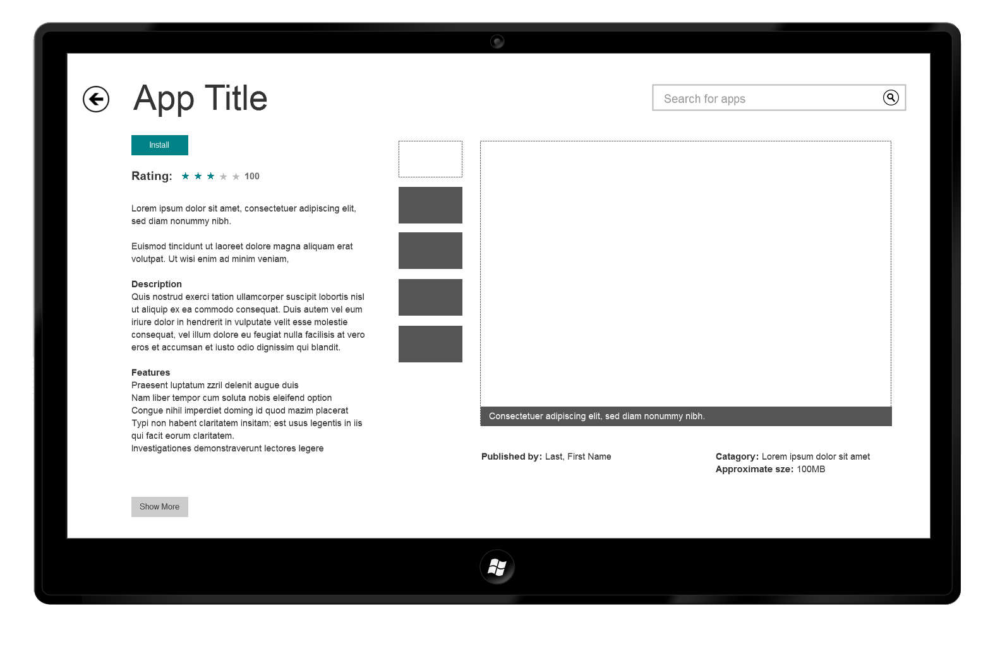 App Title
Search for apps
Install
Rating: 100
Lorem ipsum dolor sit amet, consectetuer adipiscing elit,
sed diam nonummy nibh.
Euismod tincidunt ut laoreet dolore magna aliquam erat
volutpat. Ut wisi enim ad minim veniam,
Description
Quis nostrud exerci tation ullamcorper suscipit lobortis nisl
ut aliquip ex ea commodo consequat. Duis autem vel eum
iriure dolor in hendrerit in vulputate velit esse molestie
consequat, vel illum dolore eu feugiat nulla facilisis at vero
eros et accumsan et iusto odio dignissim qui blandit.
Features
Praesent luptatum zzril delenit augue duis
Nam liber tempor cum soluta nobis eleifend option
Congue nihil imperdiet doming id quod mazim placerat
Typi non habent claritatem insitam; est usus legentis in iis
qui facit eorum claritatem.
Investigationes demonstraverunt lectores legere
Show More
Consectetuer adipiscing elit, sed diam nonummy nibh.
Published by: Last, First Name
Catagory: Lorem ipsum dolor sit amet
Approximate sze: 100MB